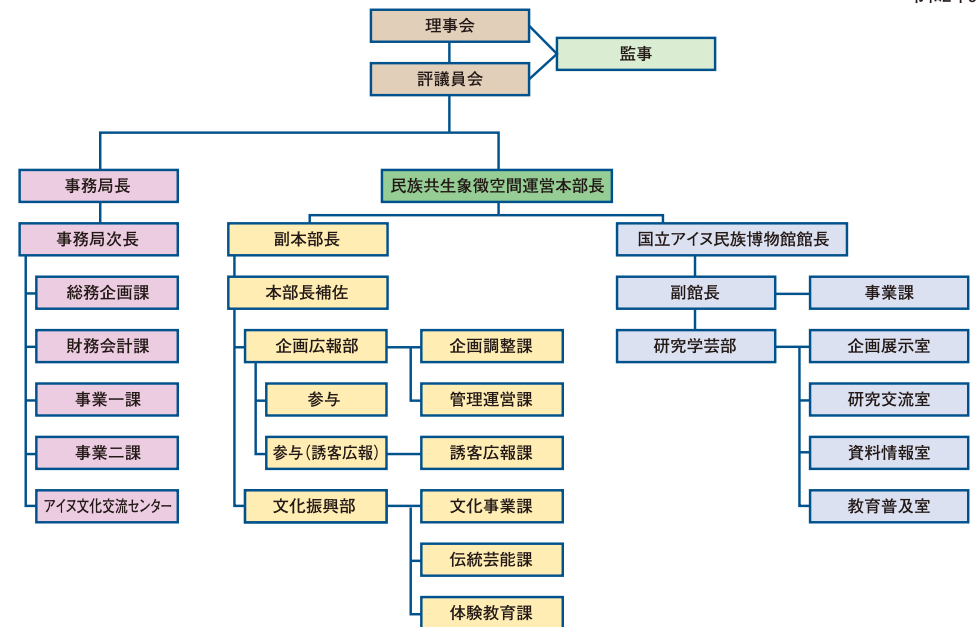 理事会
監事
評議員会
事務局長
民族共生象徴空間運営本部長
事務局次長
副本部長
国立アイヌ民族博物館館長
総務企画課
本部長補佐
副館長
事業課
財務会計課
企画広報部
企画調整課
研究学芸部
企画展示室
事業一課
参与
管理運営課
研究交流室
事業二課
参与(誘客広報)
誘客広報課
資料情報室
アイヌ文化交流センター
文化振興部
文化事業課
教育普及室
伝統芸能課
体験教育課